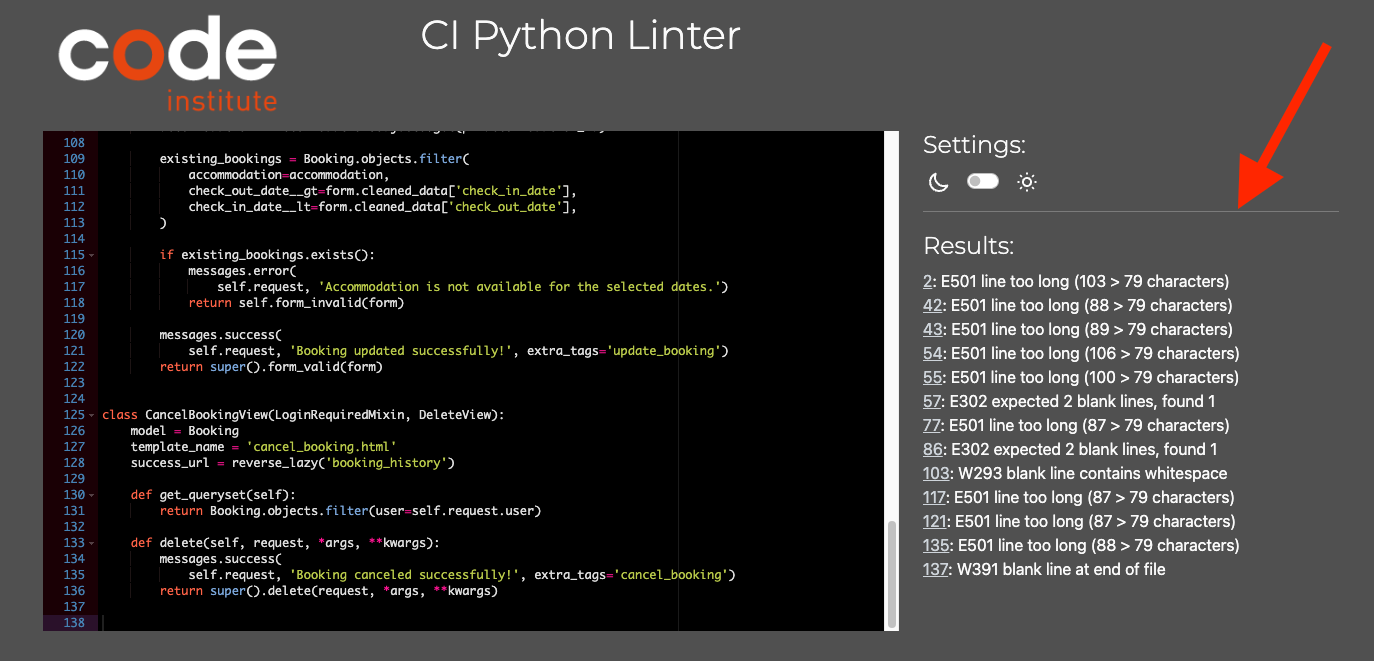 code
institute
CI Python Linter
108
109 existing_bookings = Booking.objects.filter(
110 accommodation=accommodation,
111 check_out_date__gt=form.cleaned_data['check_in_date'],
112 check_in_date__lt=form.cleaned_data['check_out_date'],
113 )
114
115 if existing_bookings.exists():
116 messages.error(
117 self.request, 'Accommodation is not available for the selected dates.')
118 return self.form_invalid(form)
119
120 messages.success(
121 self.request, 'Booking updated successfully!', extra_tags='update_booking')
122 return super().form_valid(form)
123
124
125 class CancelBookingView(LoginRequiredMixin, DeleteView):
126 model = Booking
127 template_name = 'cancel_booking.html'
128 success_url = reverse_lazy('booking_history')
129
130 def get_queryset(self):
131 return Booking.objects.filter(user=self.request.user)
132
133 def delete(self, request, *args, **kwargs):
134 messages.success(
135 self.request, 'Booking canceled successfully!', extra_tags='cancel_booking')
136 return super().delete(request, *args, **kwargs)
137
138
Settings:
Results:
2: E501 line too long (103 > 79 characters)
42: E501 line too long (88 > 79 characters)
43: E501 line too long (89 > 79 characters)
54: E501 line too long (106 > 79 characters)
55: E501 line too long (100 > 79 characters)
57: E302 expected 2 blank lines, found 1
77: E501 line too long (87 > 79 characters)
86: E302 expected 2 blank lines, found 1
103: W293 blank line contains whitespace
117: E501 line too long (87 > 79 characters)
121: E501 line too long (87 > 79 characters)
135: E501 line too long (88 > 79 characters)
137: W391 blank line at end of file